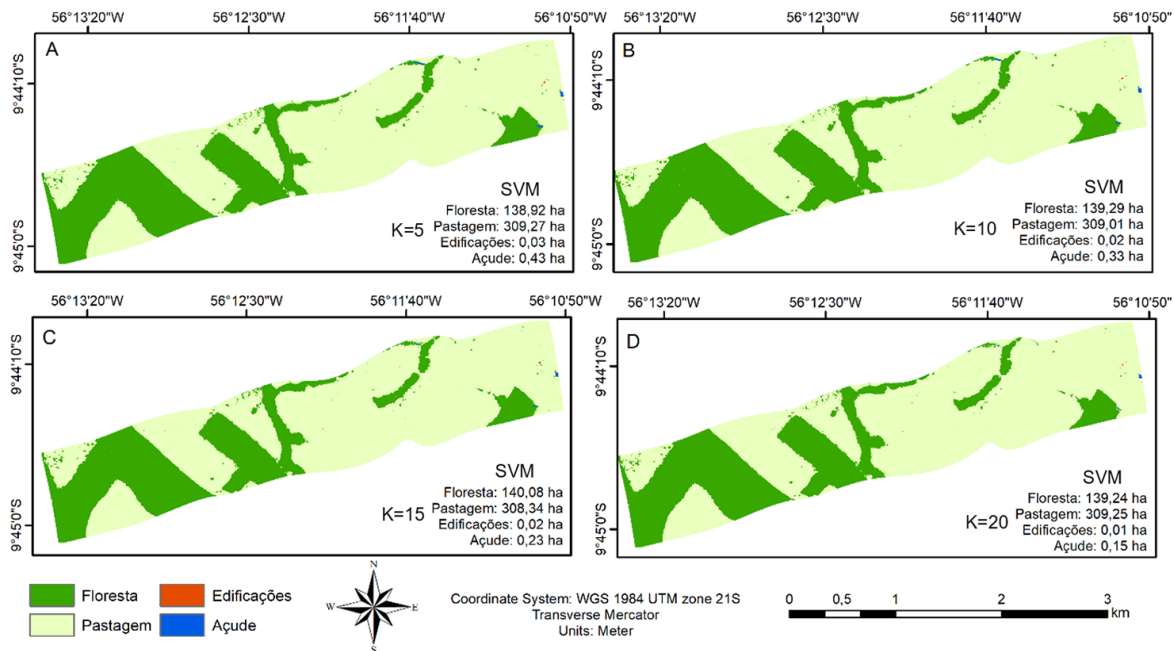 56°13'20"W 56°12'30"W 56°11'40"W 56°10'50"W
9°44'10"S
9°45'0"S
A
SVM
K=5
Floresta: 138,92 ha
Pastagem: 309,27 ha
Edificações: 0,03 ha
Açude: 0,43 ha
56°13'20"W 56°12'30"W 56°11'40"W 56°10'50"W
9°44'10"S
9°45'0"S
B
SVM
K=10
Floresta: 139,29 ha
Pastagem: 309,01 ha
Edificações: 0,02 ha
Açude: 0,33 ha
56°13'20"W 56°12'30"W 56°11'40"W 56°10'50"W
9°44'10"S
9°45'0"S
C
SVM
K=15
Floresta: 140,08 ha
Pastagem: 308,34 ha
Edificações: 0,02 ha
Açude: 0,23 ha
56°13'20"W 56°12'30"W 56°11'40"W 56°10'50"W
9°44'10"S
9°45'0"S
D
SVM
K=20
Floresta: 139,24 ha
Pastagem: 309,25 ha
Edificações: 0,01 ha
Açude: 0,15 ha
Floresta
Edificações
Pastagem
Açude
N
W E
S
Coordinate System: WGS 1984 UTM zone 21S
Transverse Mercator
Units: Meter
0 0,5 1 2 3
km